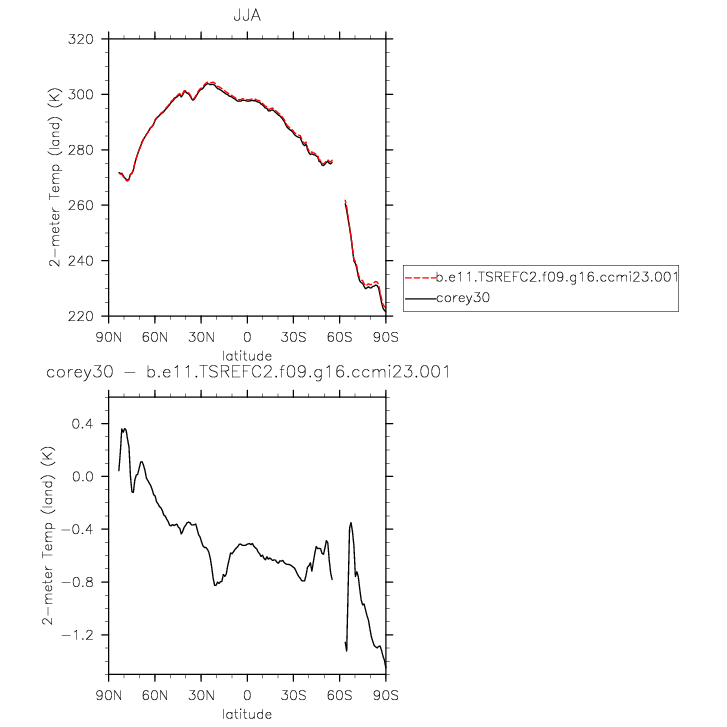 JJA
320
300
280
260
240
220
2-meter Temp (land) (K)
90N 60N 30N 0 30S 60S 90S
latitude
b.e11.TSREFC2.f09.g16.ccmi23.001
corey30
corey30 - b.e11.TSREFC2.f09.g16.ccmi23.001
0.4
0.0
-0.4
-0.8
-1.2
2-meter Temp (land) (K)
90N 60N 30N 0 30S 60S 90S
latitude